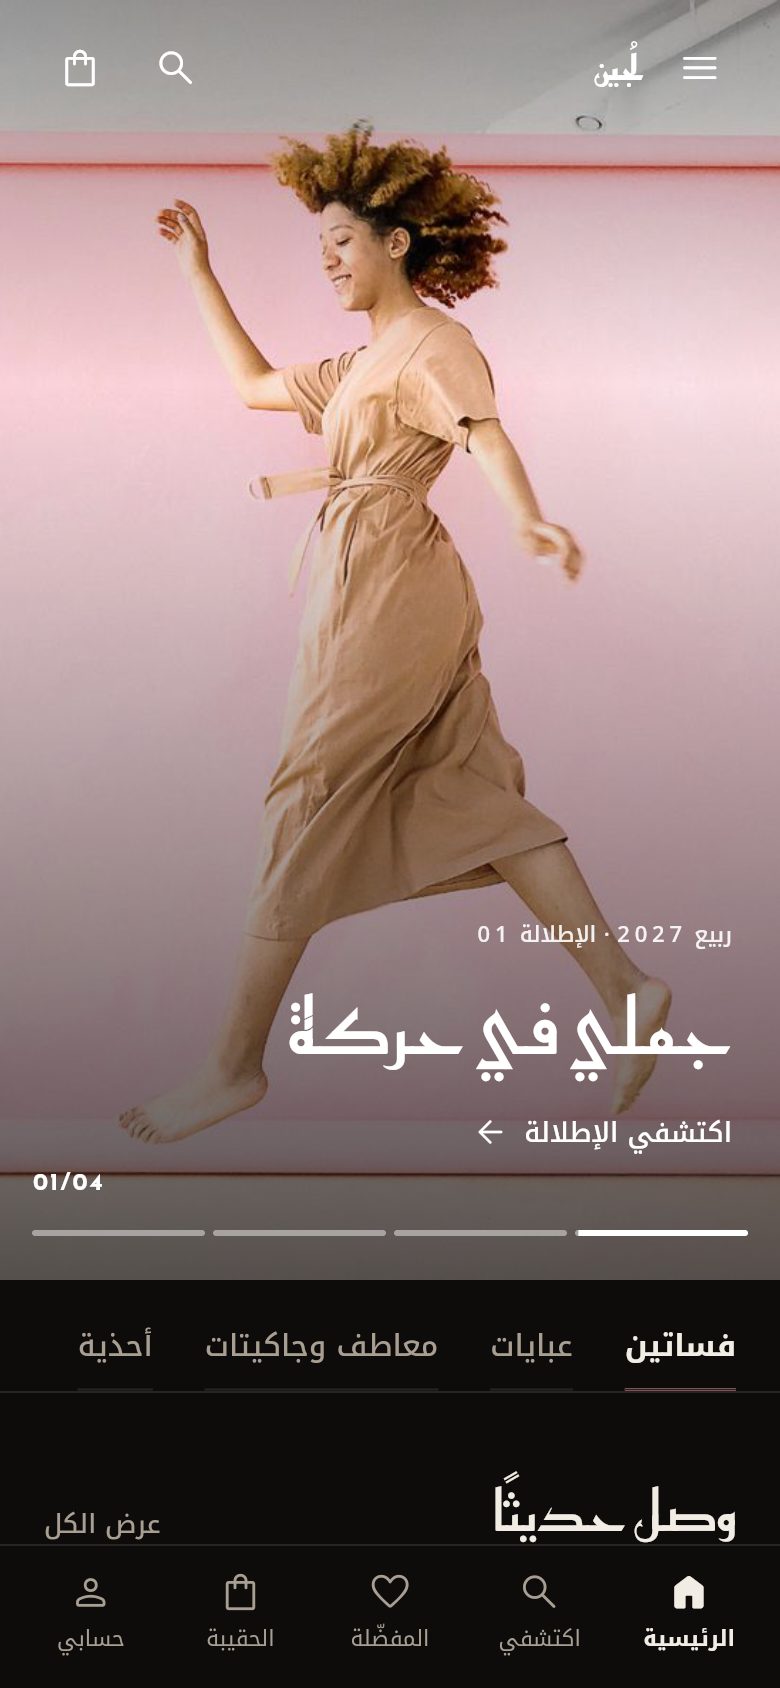 لُجين
ربيع 2027 · الإطلالة 01
جملي في حركة
اكتشفي الإطلالة
01/04
فساتين عبايات معاطف وجاكيتات أحذية
وصل حديثًا
عرض الكل
الرئيسية اكتشفي المفضّلة الحقيبة حسابي